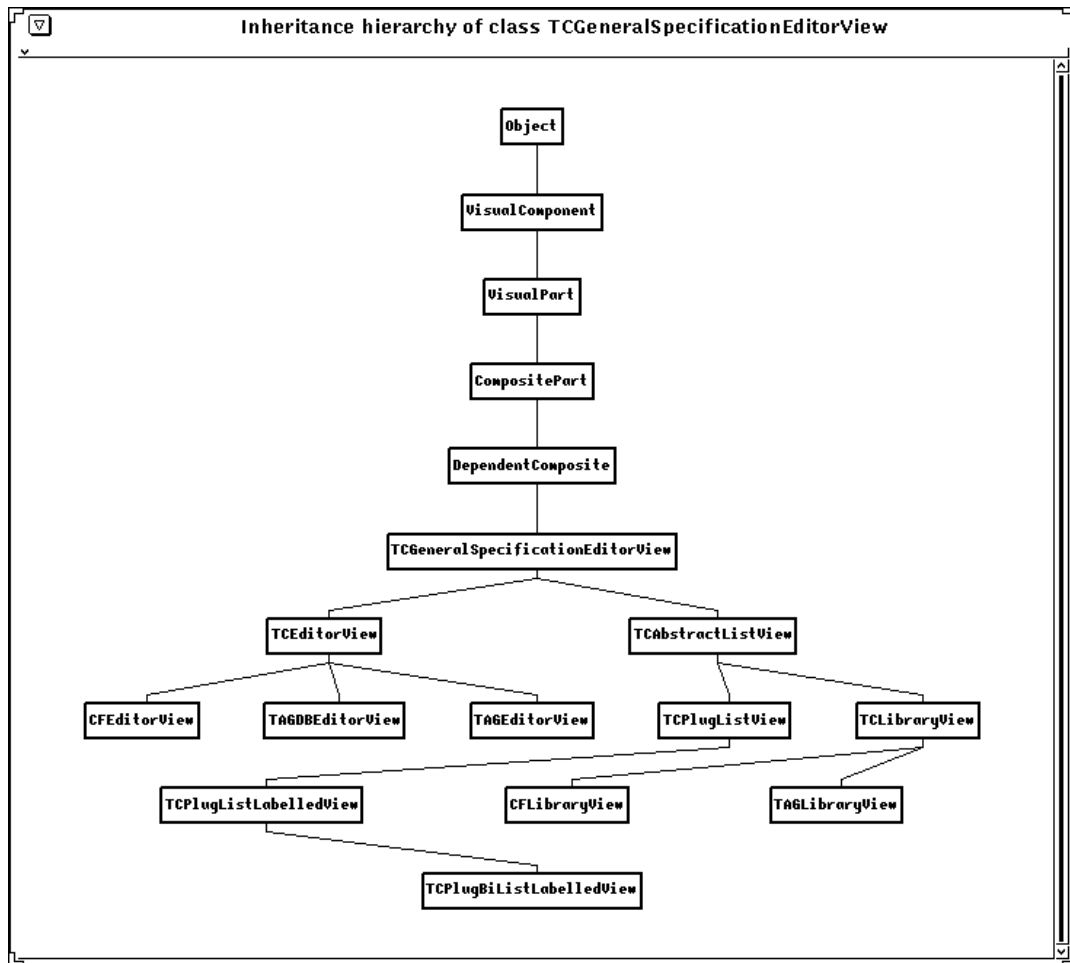 Inheritance hierarchy of class TCGeneralSpecificationEditorView
Object
VisualComponent
VisualPart
CompositePart
DependentComposite
TCGeneralSpecificationEditorView
TCEditorView
TCAbstractListView
CFEditorView
TAGDBEditorView
TAGEditorView
TCPlugListView
TCLibraryView
TCPlugListLabelledView
CFLibraryView
TAGLibraryView
TCPlugBiListLabelledView